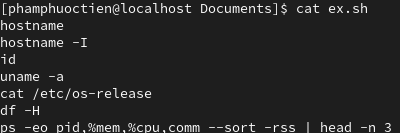 [phamphuoctien@localhost Documents]$ cat ex.sh
hostname
hostname -I
id
uname -a
cat /etc/os-release
df -H
ps -eo pid,%mem,%cpu,comm --sort -rss | head -n 3